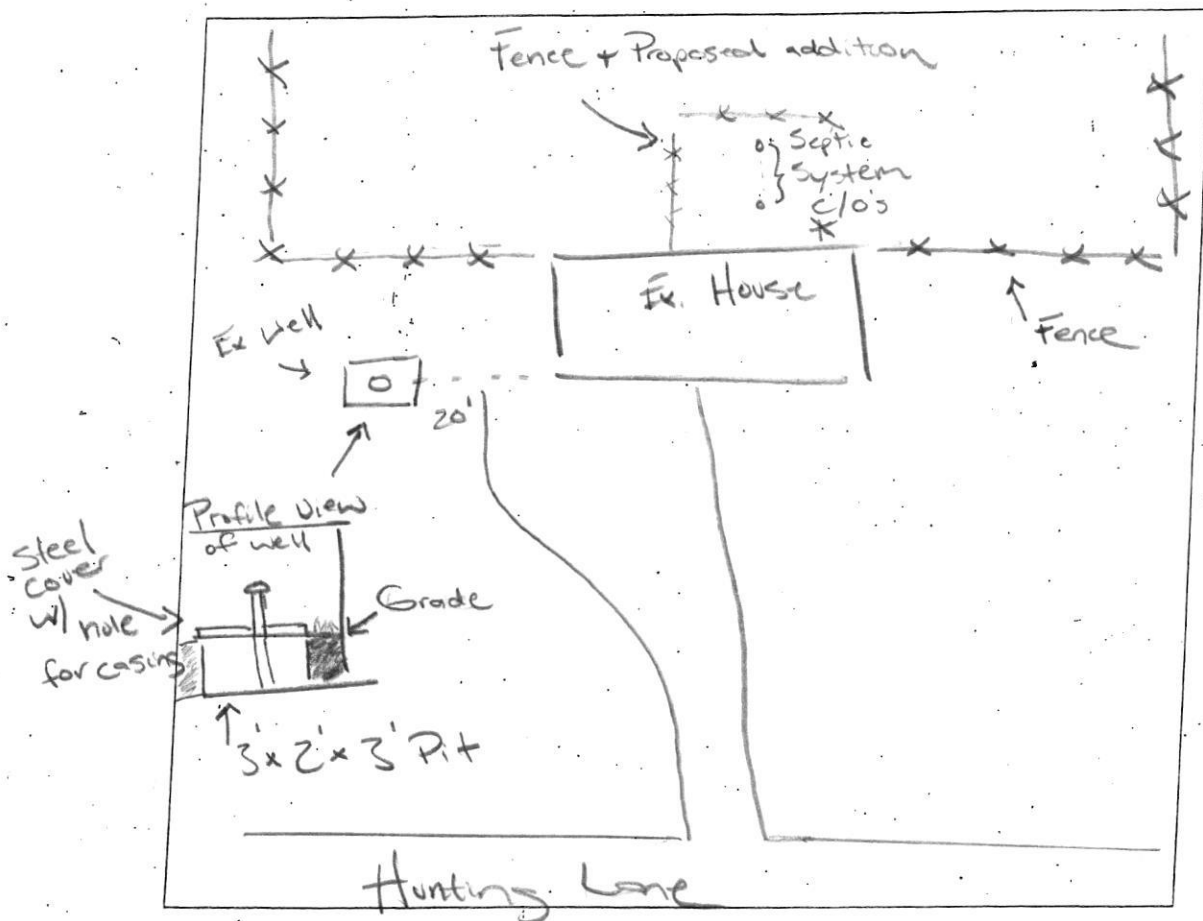 Fence + Proposed addition
Septic
System
c/o's
Ex. House
Fence
Ex Well
20'
Profile View
of well
Steel
cover
w/ hole
for casing
Grade
3' x 2' x 3' Pit
Hunting Lane